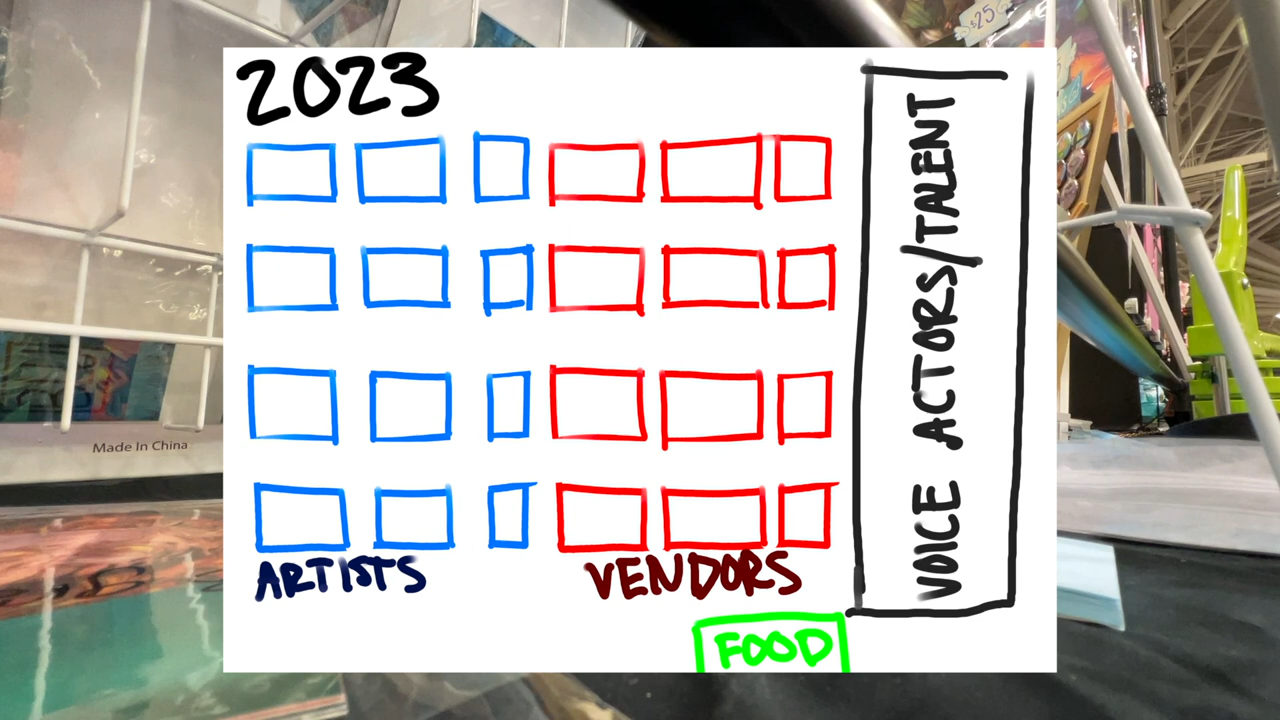 2023
ARTISTS
VENDORS
VOICE ACTORS/TALENT
FOOD
Made In China
$25